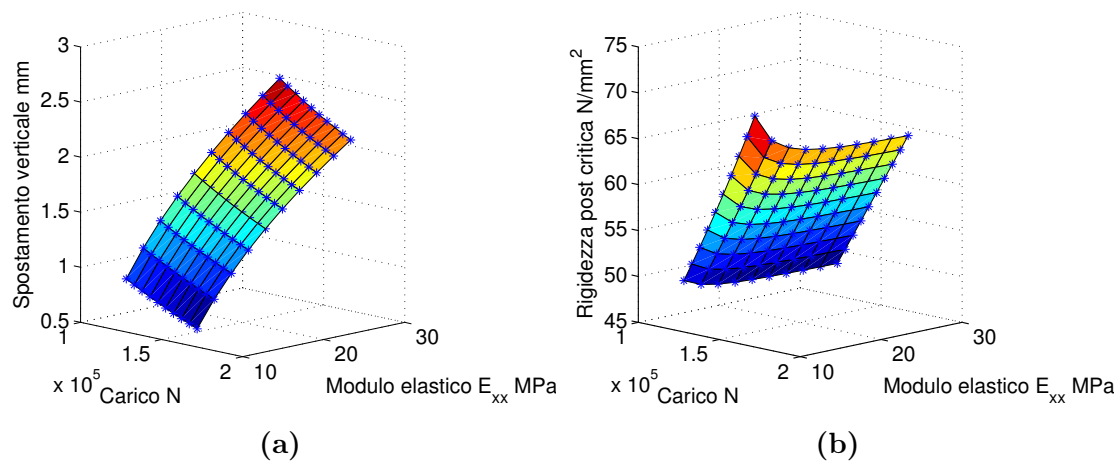 3
2.5
2
1.5
1
0.5
Spostamento verticale mm
1
1.5
2
x 10^5
Carico N
10
20
30
Modulo elastico E_xx MPa
(a)
75
70
65
60
55
50
45
Rigidezza post critica N/mm^2
1
1.5
2
x 10^5
Carico N
10
20
30
Modulo elastico E_xx MPa
(b)